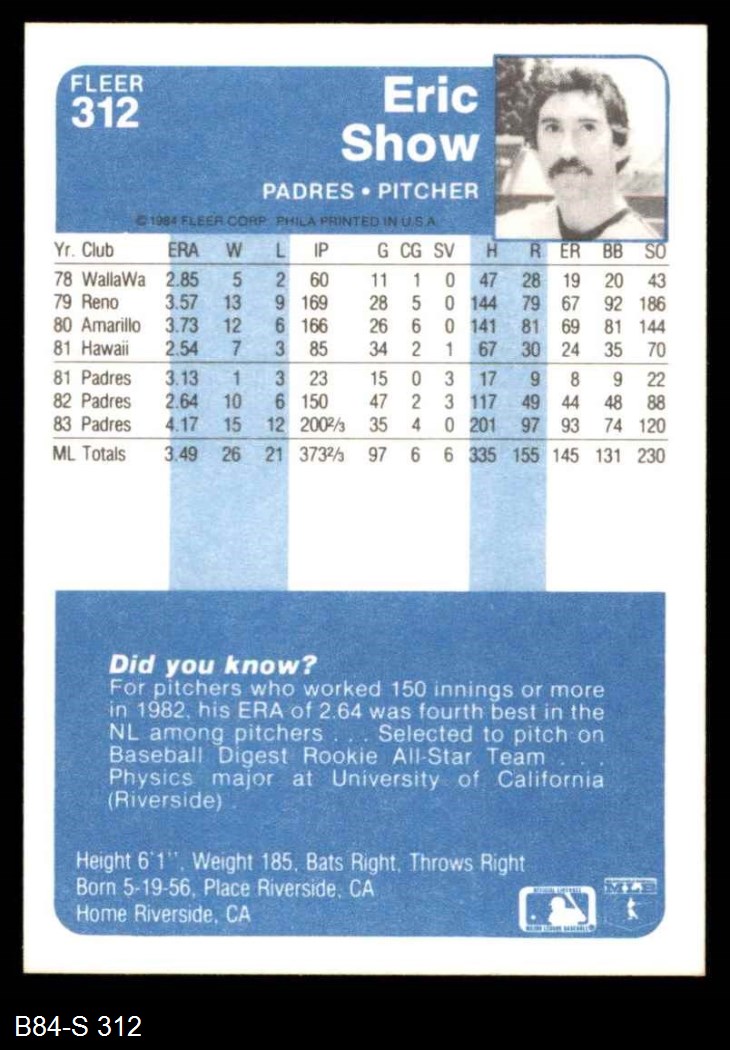 FLEER
312
Eric
Show
PADRES • PITCHER
© 1984 FLEER CORP. PHILA PRINTED IN U.S.A.
Yr. Club ERA W L IP G CG SV H R ER BB SO
78 WallaWa 2.85 5 2 60 11 1 0 47 28 19 20 43
79 Reno 3.57 13 9 169 28 5 0 144 79 67 92 186
80 Amarillo 3.73 12 6 166 26 6 0 141 81 69 81 144
81 Hawaii 2.54 7 3 85 34 2 1 67 30 24 35 70
81 Padres 3.13 1 3 23 15 0 3 17 9 8 9 22
82 Padres 2.64 10 6 150 47 2 3 117 49 44 48 88
83 Padres 4.17 15 12 2002/3 35 4 0 201 97 93 74 120
ML Totals 3.49 26 21 3732/3 97 6 6 335 155 145 131 230
Did you know?
For pitchers who worked 150 innings or more
in 1982, his ERA of 2.64 was fourth best in the
NL among pitchers . . . Selected to pitch on
Baseball Digest Rookie All-Star Team . . .
Physics major at University of California
(Riverside) .
Height 6'1", Weight 185, Bats Right, Throws Right
Born 5-19-56, Place Riverside, CA
Home Riverside, CA
MAJOR LEAGUE BASEBALL
B84-S 312